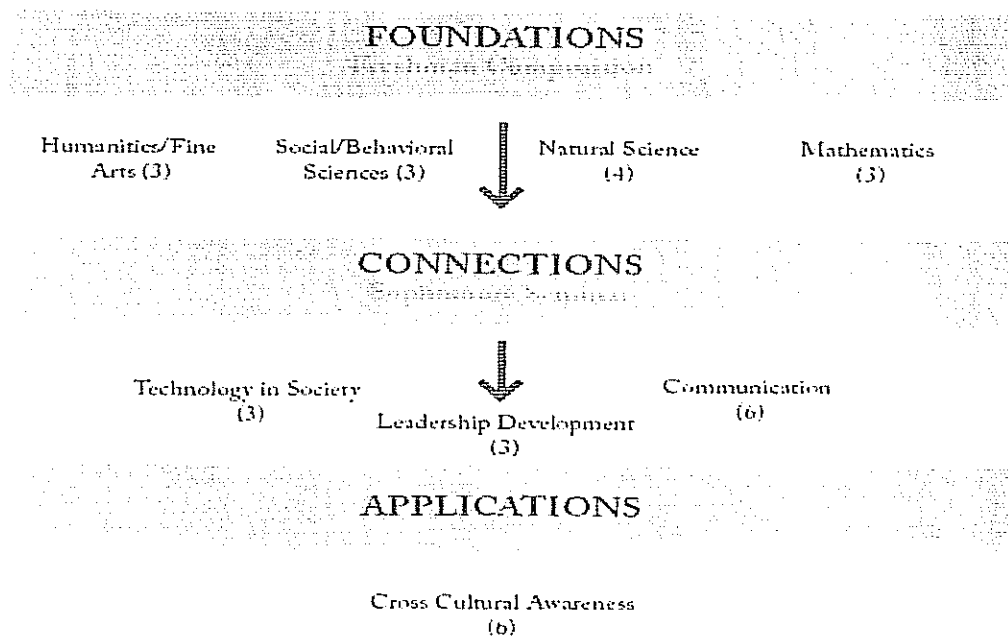 FOUNDATIONS
Humanities/Fine
Arts (3)
Social/Behavioral
Sciences (3)
Natural Science
(4)
Mathematics
(3)
CONNECTIONS
Technology in Society
(3)
Leadership Development
(3)
Communication
(6)
APPLICATIONS
Cross Cultural Awareness
(6)